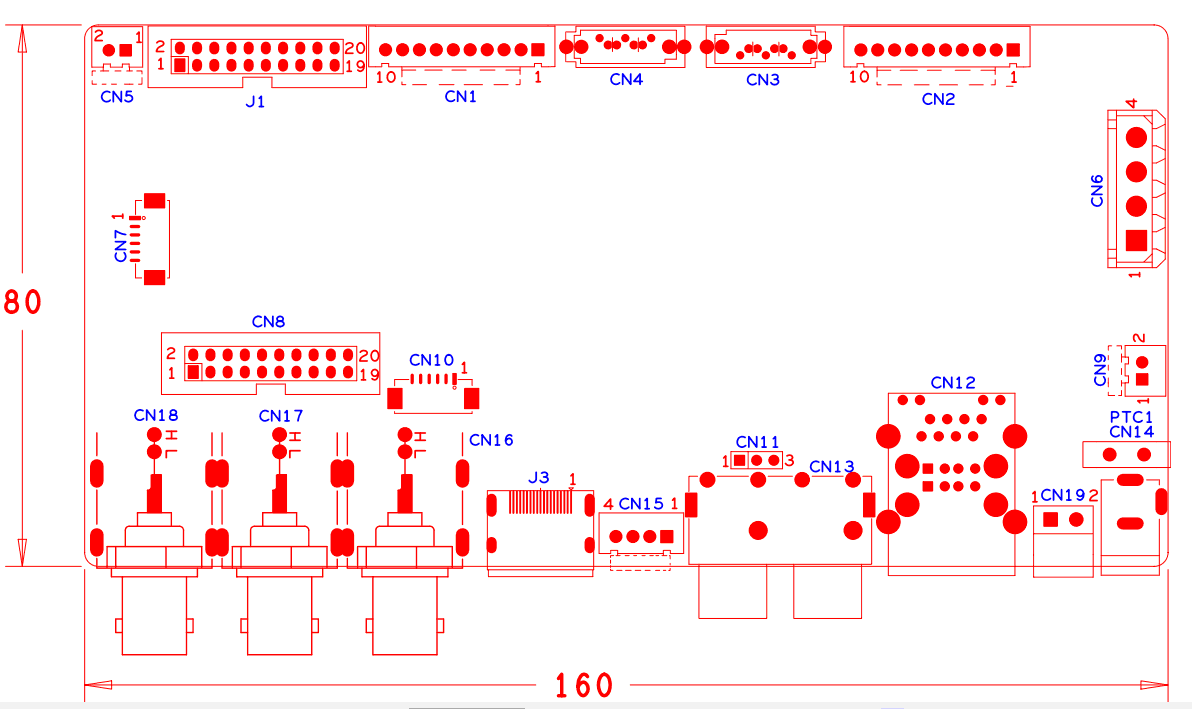 2 1
CN5
2 20
1 19
J1
10 1
CN1
CN4
CN3
10 1
CN2
4
CN6
1
1
CN7
80
CN8
2 20
1 19
CN10 1
2
CN9
1
CN12
PTC1
CN14
CN18
H
L
CN17
H
L
H
L
CN16
CN11
1 3
CN13
J3 1
4 CN15 1
1 CN19 2
160